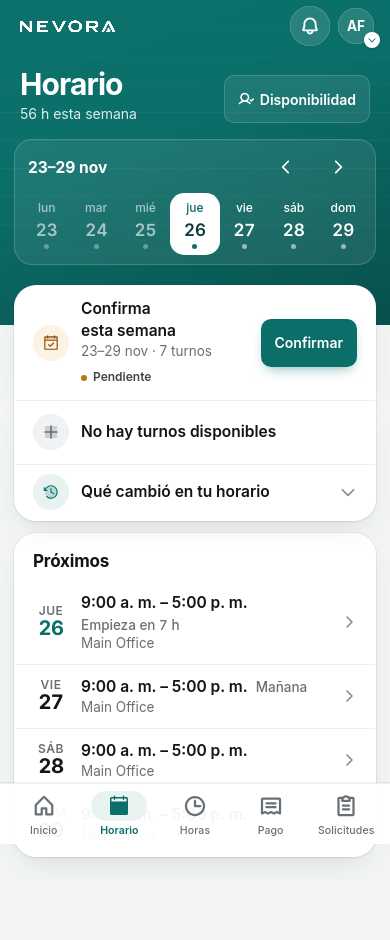 NEVORA
AF
Horario
56 h esta semana
Disponibilidad
23–29 nov
lun mar mié jue vie sáb dom
23 24 25 26 27 28 29
Confirma
esta semana
23–29 nov · 7 turnos
Pendiente
Confirmar
No hay turnos disponibles
Qué cambió en tu horario
Próximos
JUE
26
9:00 a. m. – 5:00 p. m.
Empieza en 7 h
Main Office
VIE
27
9:00 a. m. – 5:00 p. m. Mañana
Main Office
SÁB
28
9:00 a. m. – 5:00 p. m.
Main Office
Inicio Horario Horas Pago Solicitudes